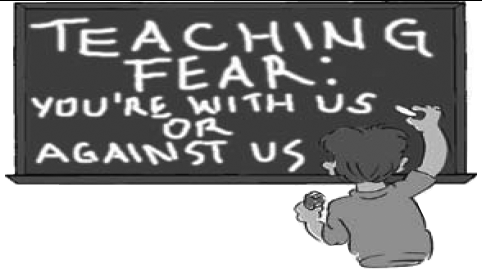 TEACHING
FEAR:
YOU'RE WITH US
OR
AGAINST US